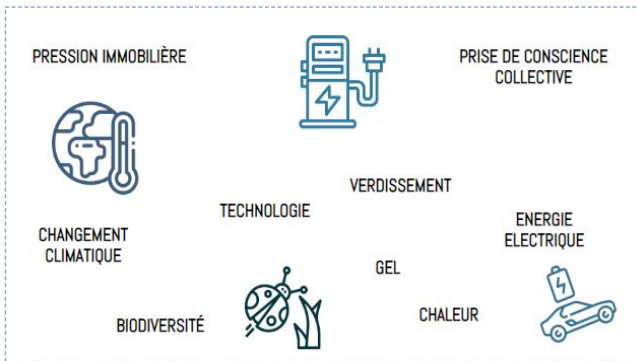 PRESSION IMMOBILIÈRE
PRISE DE CONSCIENCE
COLLECTIVE
VERDISSEMENT
TECHNOLOGIE
ENERGIE
ELECTRIQUE
CHANGEMENT
CLIMATIQUE
GEL
CHALEUR
BIODIVERSITÉ